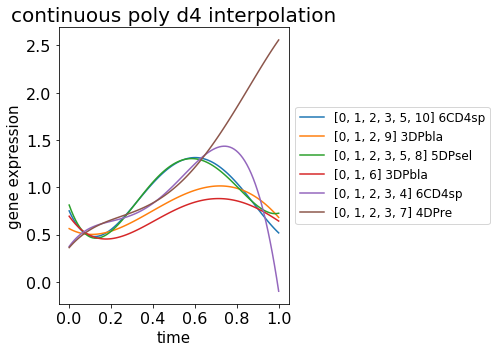 continuous poly d4 interpolation
gene expression
2.5
2.0
1.5
1.0
0.5
0.0
0.0 0.2 0.4 0.6 0.8 1.0
time
[0, 1, 2, 3, 5, 10] 6CD4sp
[0, 1, 2, 9] 3DPbla
[0, 1, 2, 3, 5, 8] 5DPsel
[0, 1, 6] 3DPbla
[0, 1, 2, 3, 4] 6CD4sp
[0, 1, 2, 3, 7] 4DPre